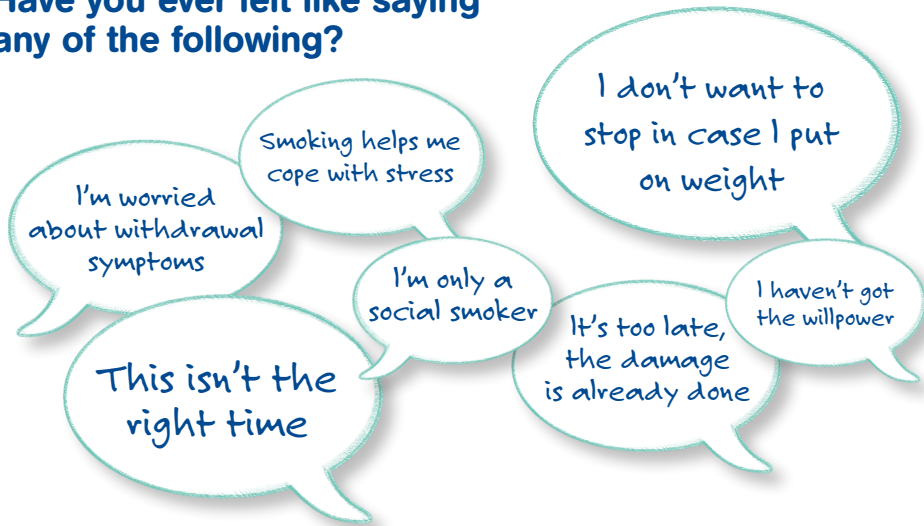 Have you ever felt like saying
any of the following?
Smoking helps me
cope with stress
I don't want to
stop in case I put
on weight
I'm worried
about withdrawal
symptoms
I'm only a
social smoker
I haven't got
the willpower
It's too late,
the damage
is already done
This isn't the
right time